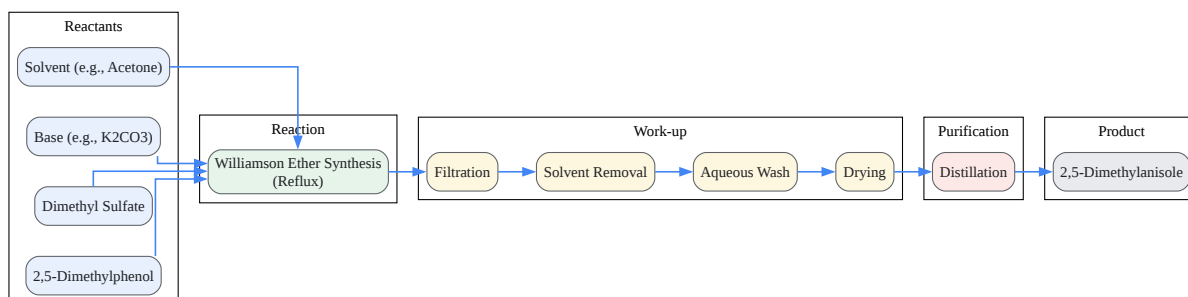 Reactants
Solvent (e.g., Acetone)
Base (e.g., K2CO3)
Dimethyl Sulfate
2,5-Dimethylphenol
Reaction
Williamson Ether Synthesis
(Reflux)
Work-up
Filtration
Solvent Removal
Aqueous Wash
Drying
Purification
Distillation
Product
2,5-Dimethylanisole